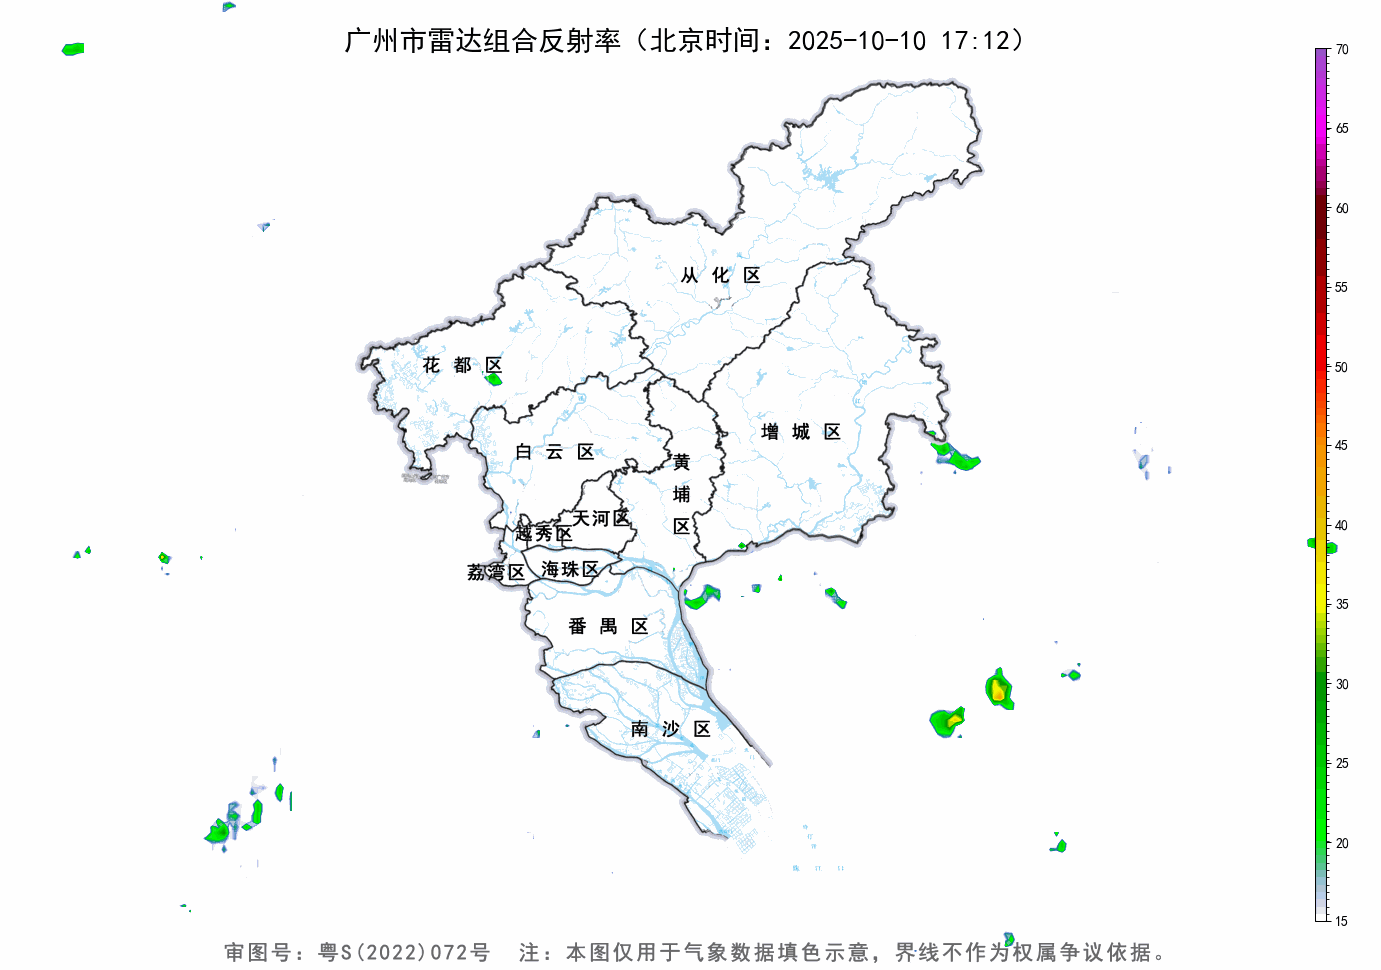 广州市雷达组合反射率（北京时间：2025-10-10 17:12）
70
65
60
55
50
45
40
35
30
25
20
15
从化区
花都区
增城区
白云区
黄埔区
天河区
越秀区
海珠区
荔湾区
番禺区
南沙区
审图号：粤S(2022)072号 注：本图仅用于气象数据填色示意，界线不作为权属争议依据。